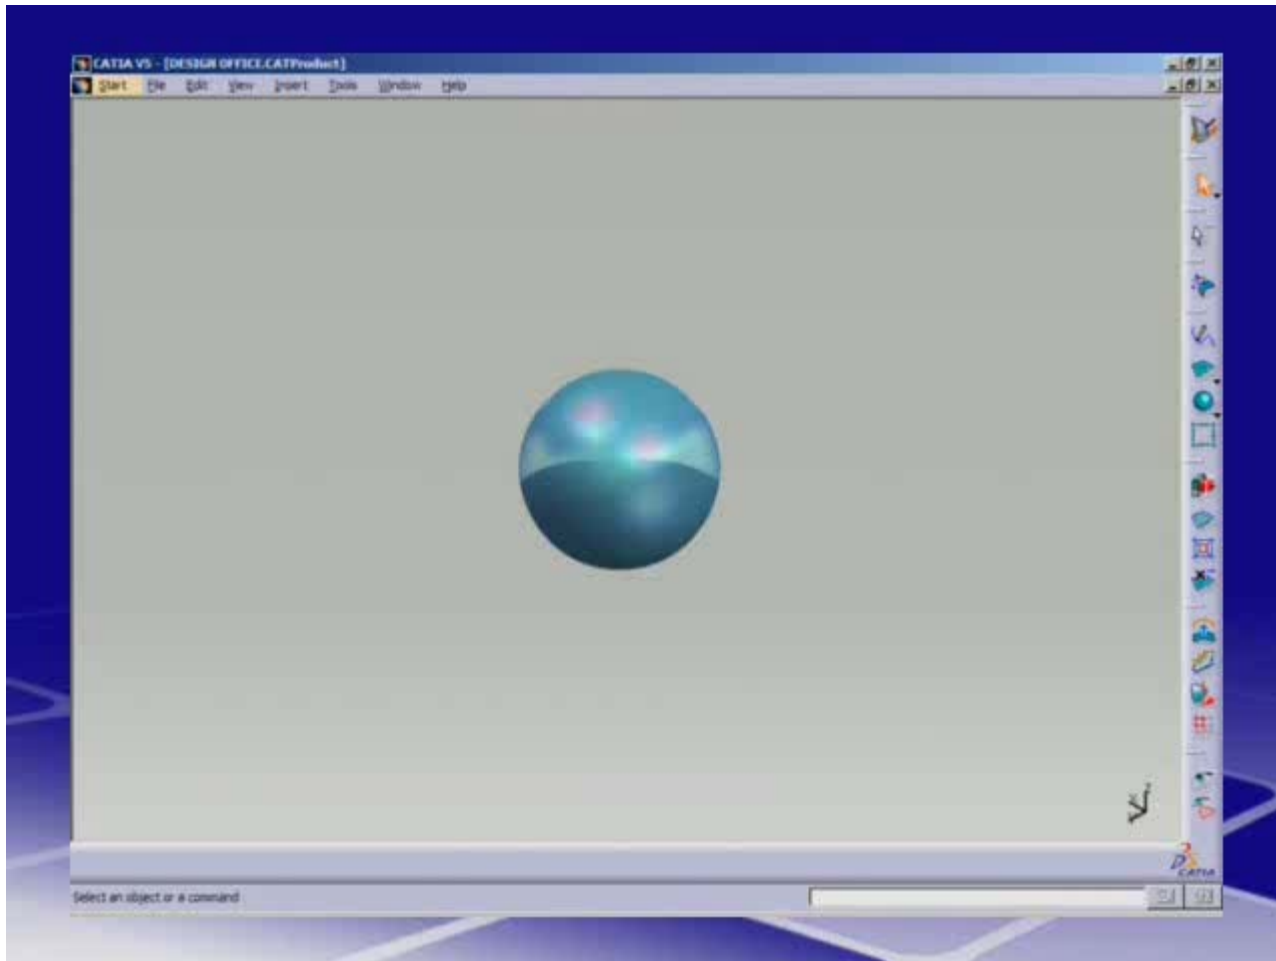 CATIA V5 - [DESIGN OFFICE.CATProduct]
Start File Edit View Insert Tools Window Help
DS CATIA
Select an object or a command